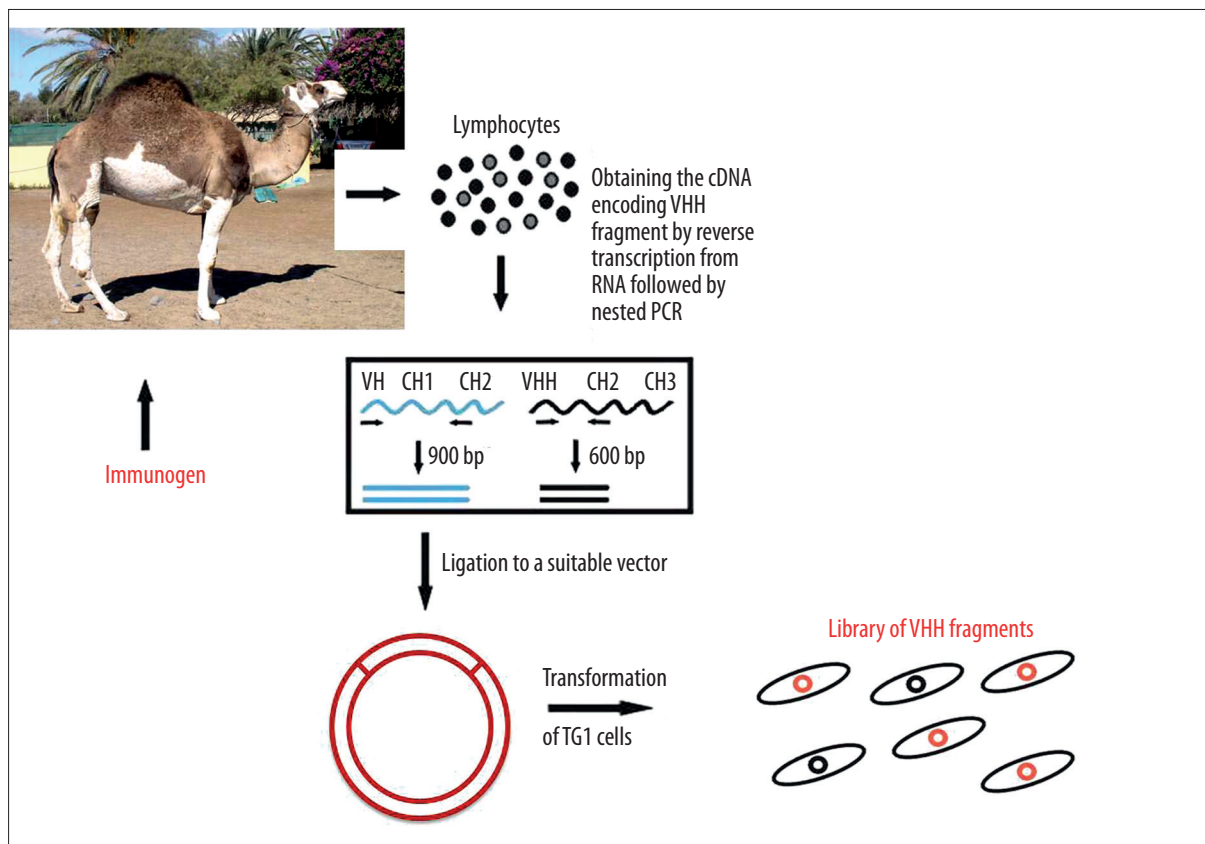 Lymphocytes
Obtaining the cDNA
encoding VHH
fragment by reverse
transcription from
RNA followed by
nested PCR
VH CH1 CH2 VHH CH2 CH3
900 bp 600 bp
Immunogen
Ligation to a suitable vector
Library of VHH fragments
Transformation
of TG1 cells